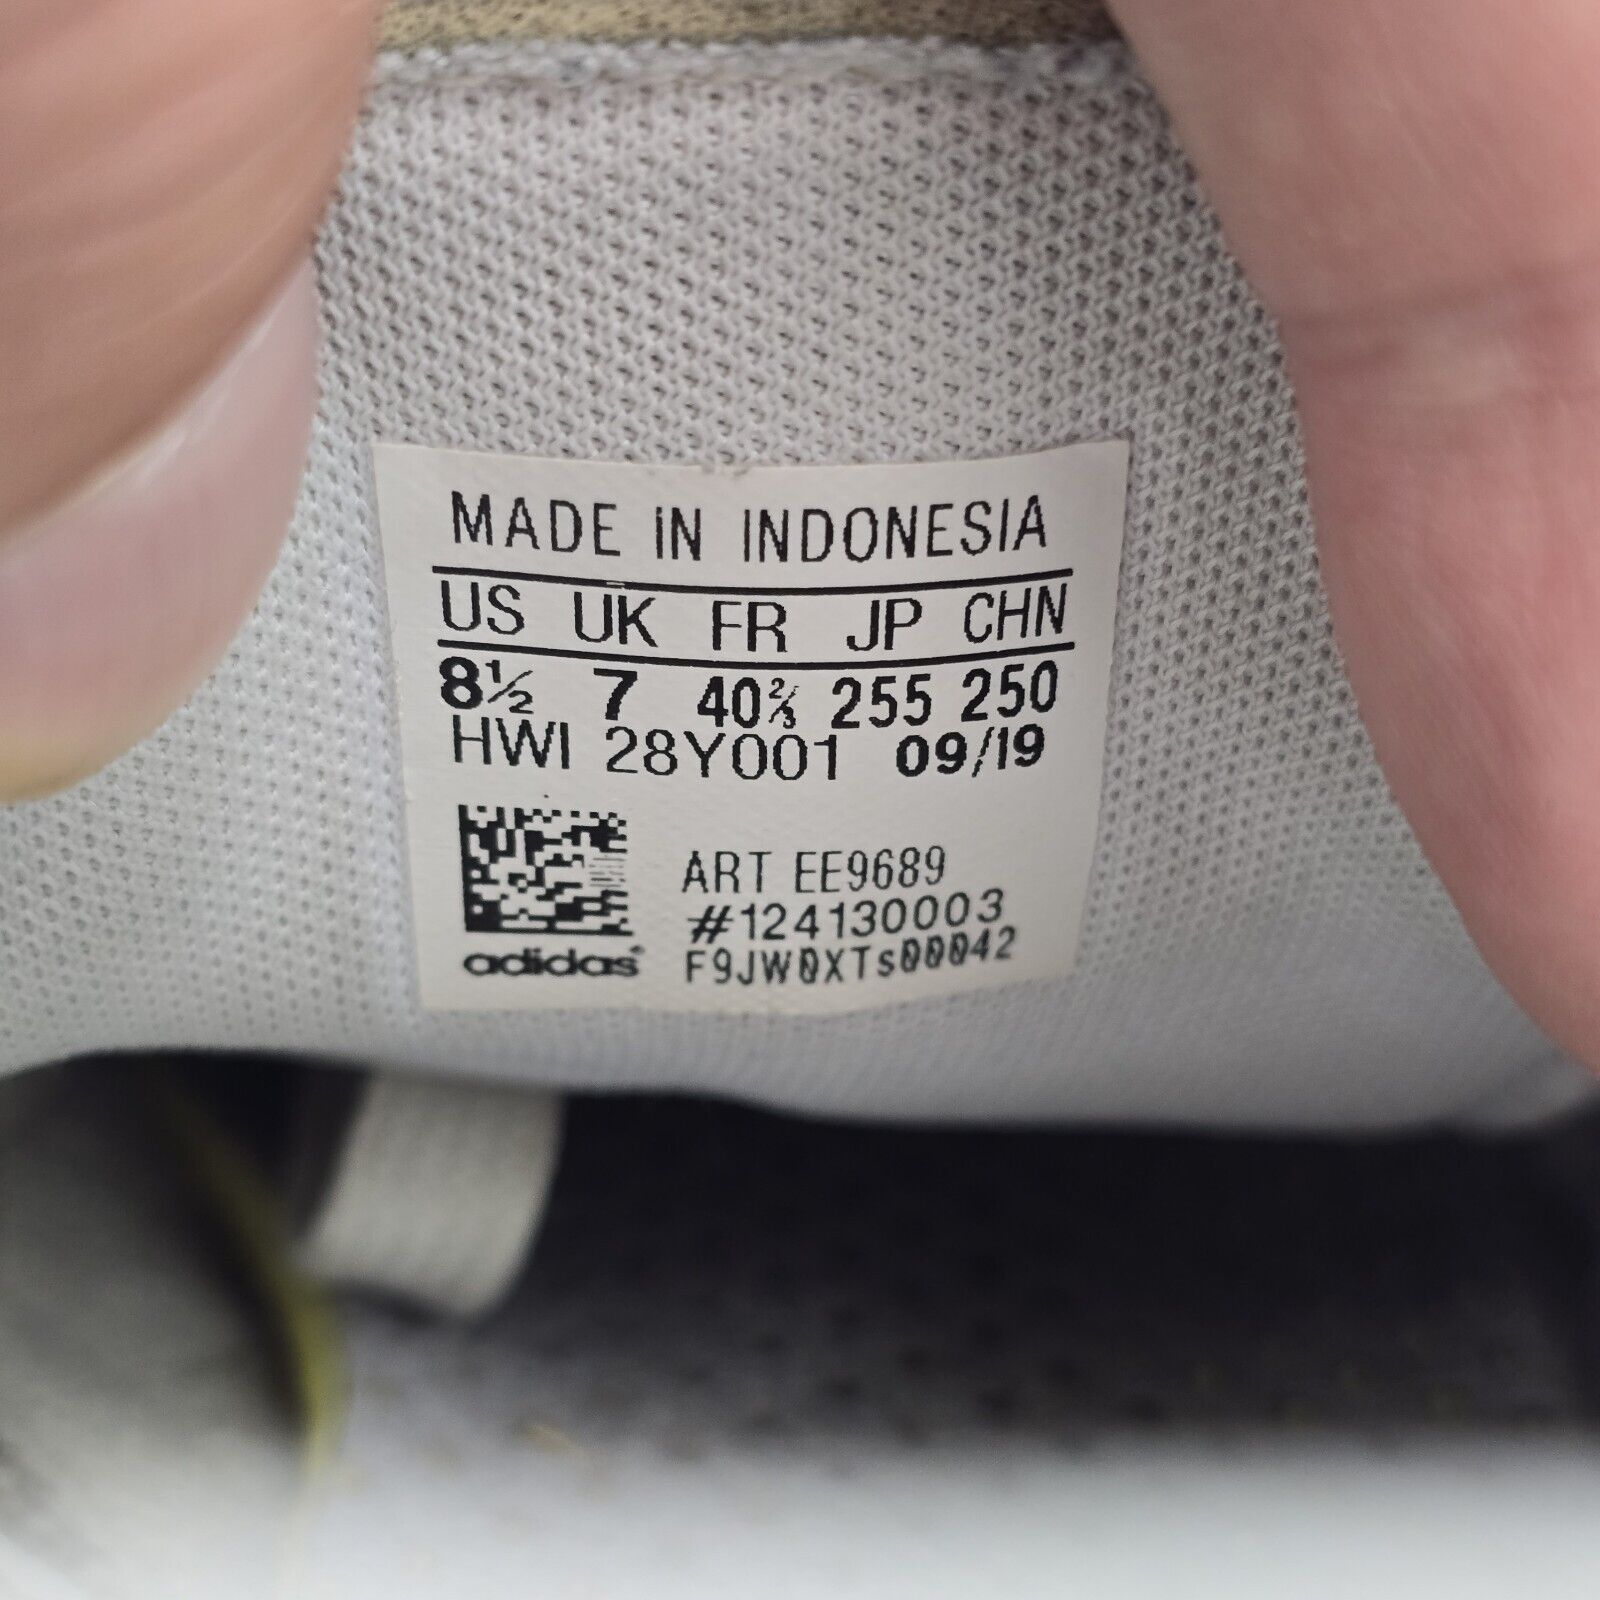 MADE IN INDONESIA
US UK FR JP CHN
8½ 7 40⅔ 255 250
HWI 28Y001 09/19
ART EE9689
#124130003
adidas F9JW0XTs00042